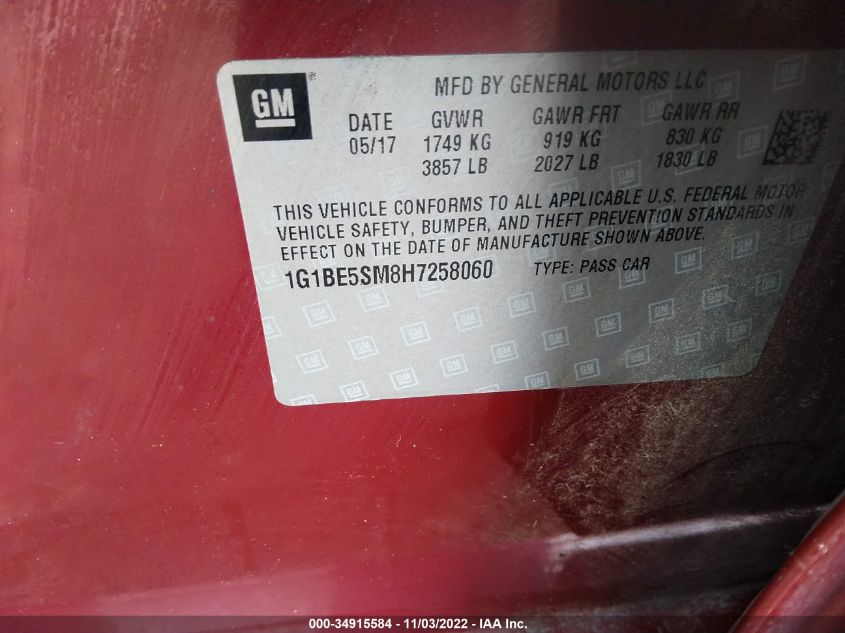 GM ®
MFD BY GENERAL MOTORS LLC
DATE GVWR GAWR FRT GAWR RR
05/17 1749 KG 919 KG 830 KG
3857 LB 2027 LB 1830 LB
THIS VEHICLE CONFORMS TO ALL APPLICABLE U.S. FEDERAL MOTOR
VEHICLE SAFETY, BUMPER, AND THEFT PREVENTION STANDARDS IN
EFFECT ON THE DATE OF MANUFACTURE SHOWN ABOVE.
1G1BE5SM8H7258060 TYPE: PASS CAR
000-34915584 - 11/03/2022 - IAA Inc.